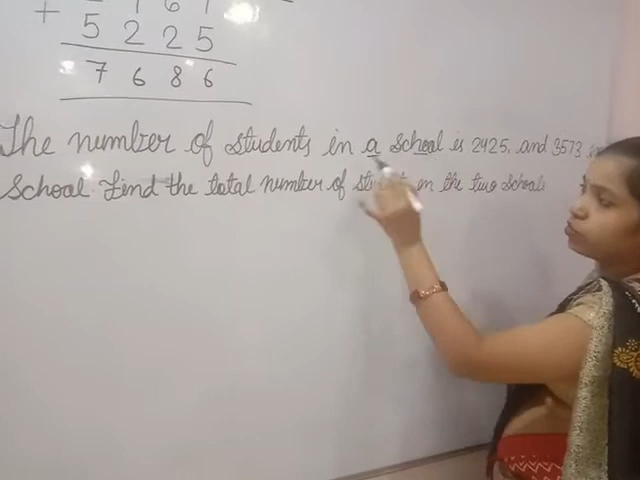 + 5 2 2 5
7 6 8 6
The number of students in a school is 2425, and 3573
School. Find the total number of in the two schools